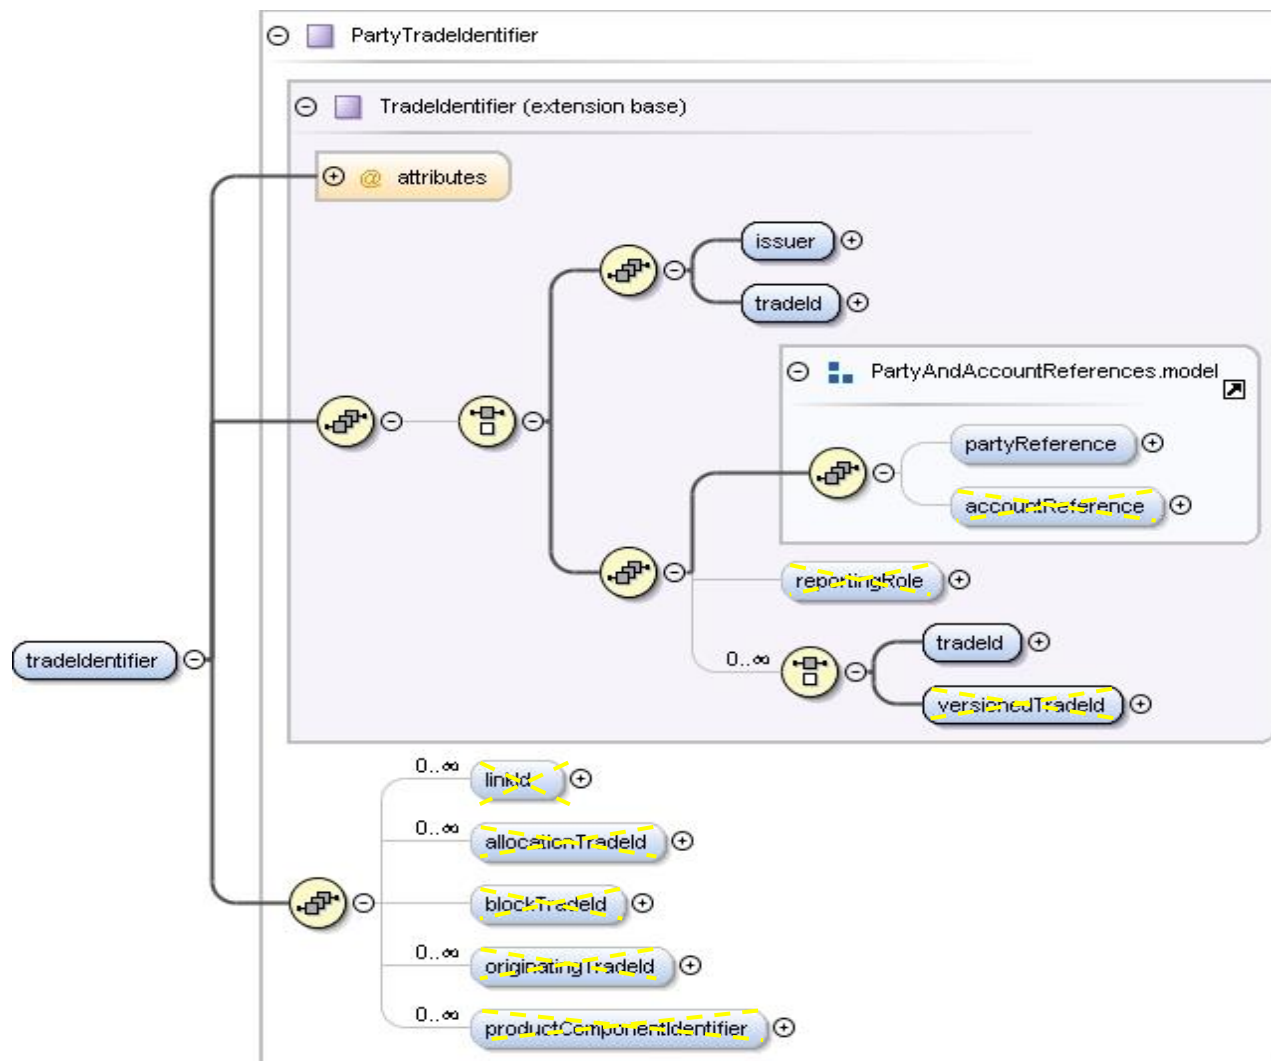 PartyTradeIdentifier
TradeIdentifier (extension base)
@ attributes
issuer
tradeId
PartyAndAccountReferences.model
partyReference
accountReference
reportingRole
tradeIdentifier
0..∞
tradeId
versionedTradeId
0..∞
linkId
0..∞
allocationTradeId
blockTradeId
0..∞
originatingTradeId
0..∞
productComponentIdentifier